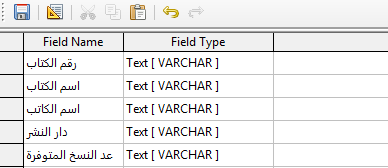 Field Name Field Type
رقم الكتاب Text [ VARCHAR ]
اسم الكتاب Text [ VARCHAR ]
اسم الكاتب Text [ VARCHAR ]
دار النشر Text [ VARCHAR ]
عد النسخ المتوفرة Text [ VARCHAR ]